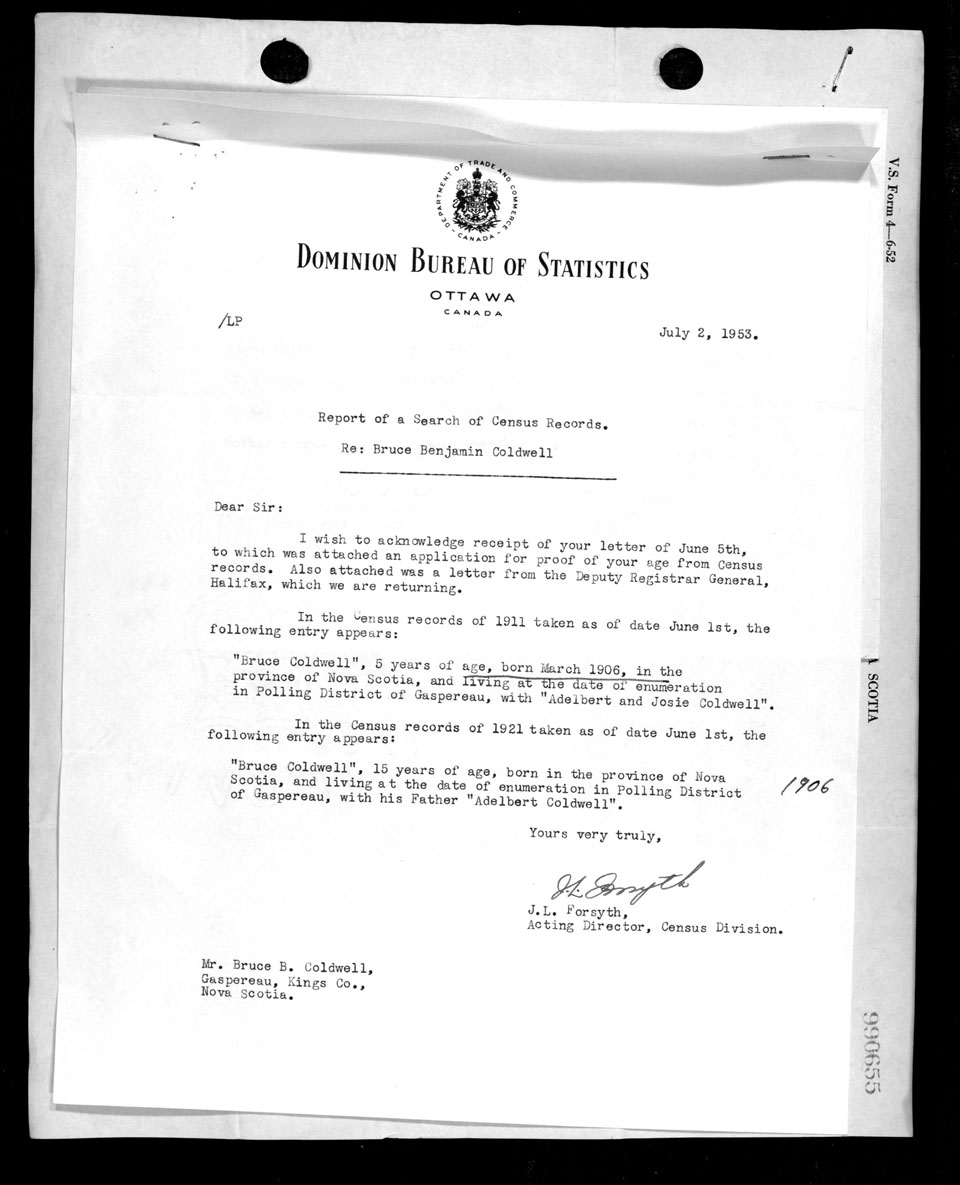 DEPARTMENT OF TRADE AND COMMERCE
CANADA
DOMINION BUREAU OF STATISTICS
OTTAWA
CANADA
/LP
July 2, 1953.
Report of a Search of Census Records.
Re: Bruce Benjamin Coldwell
Dear Sir:
I wish to acknowledge receipt of your letter of June 5th,
to which was attached an application for proof of your age from Census
records. Also attached was a letter from the Deputy Registrar General,
Halifax, which we are returning.
In the Census records of 1911 taken as of date June 1st, the
following entry appears:
"Bruce Coldwell", 5 years of age, born March 1906, in the
province of Nova Scotia, and living at the date of enumeration
in Polling District of Gaspereau, with "Adelbert and Josie Coldwell".
In the Census records of 1921 taken as of date June 1st, the
following entry appears:
"Bruce Coldwell", 15 years of age, born in the province of Nova
Scotia, and living at the date of enumeration in Polling District
of Gaspereau, with his Father "Adelbert Coldwell".
1906
Yours very truly,
J.L. Forsyth
J.L. Forsyth,
Acting Director, Census Division.
Mr. Bruce B. Coldwell,
Gaspereau, Kings Co.,
Nova Scotia.
V.S. Form 4—6-52
SCOTIA
990655